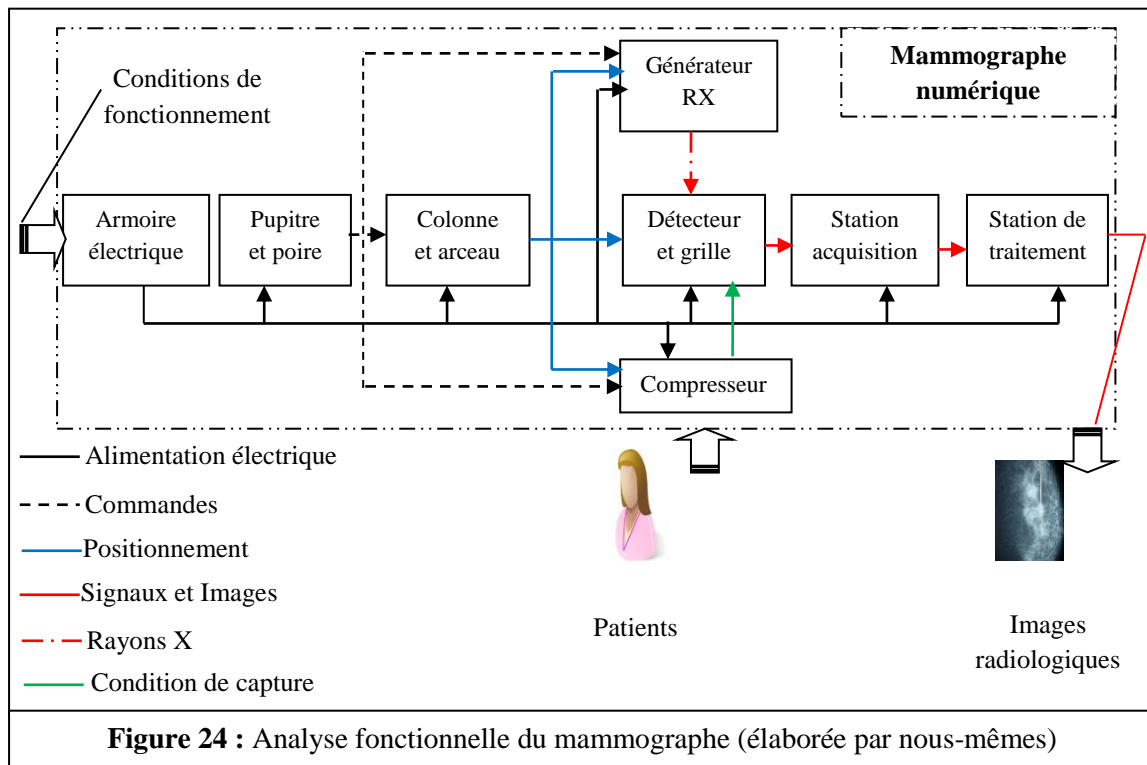 Conditions de
fonctionnement
Générateur
RX
Mammographe
numérique
Armoire
électrique
Pupitre
et poire
Colonne
et arceau
Détecteur
et grille
Station
acquisition
Station de
traitement
Compresseur
Alimentation électrique
Commandes
Positionnement
Signaux et Images
Rayons X
Condition de capture
Patients
Images
radiologiques
Figure 24 : Analyse fonctionnelle du mammographe (élaborée par nous-mêmes)